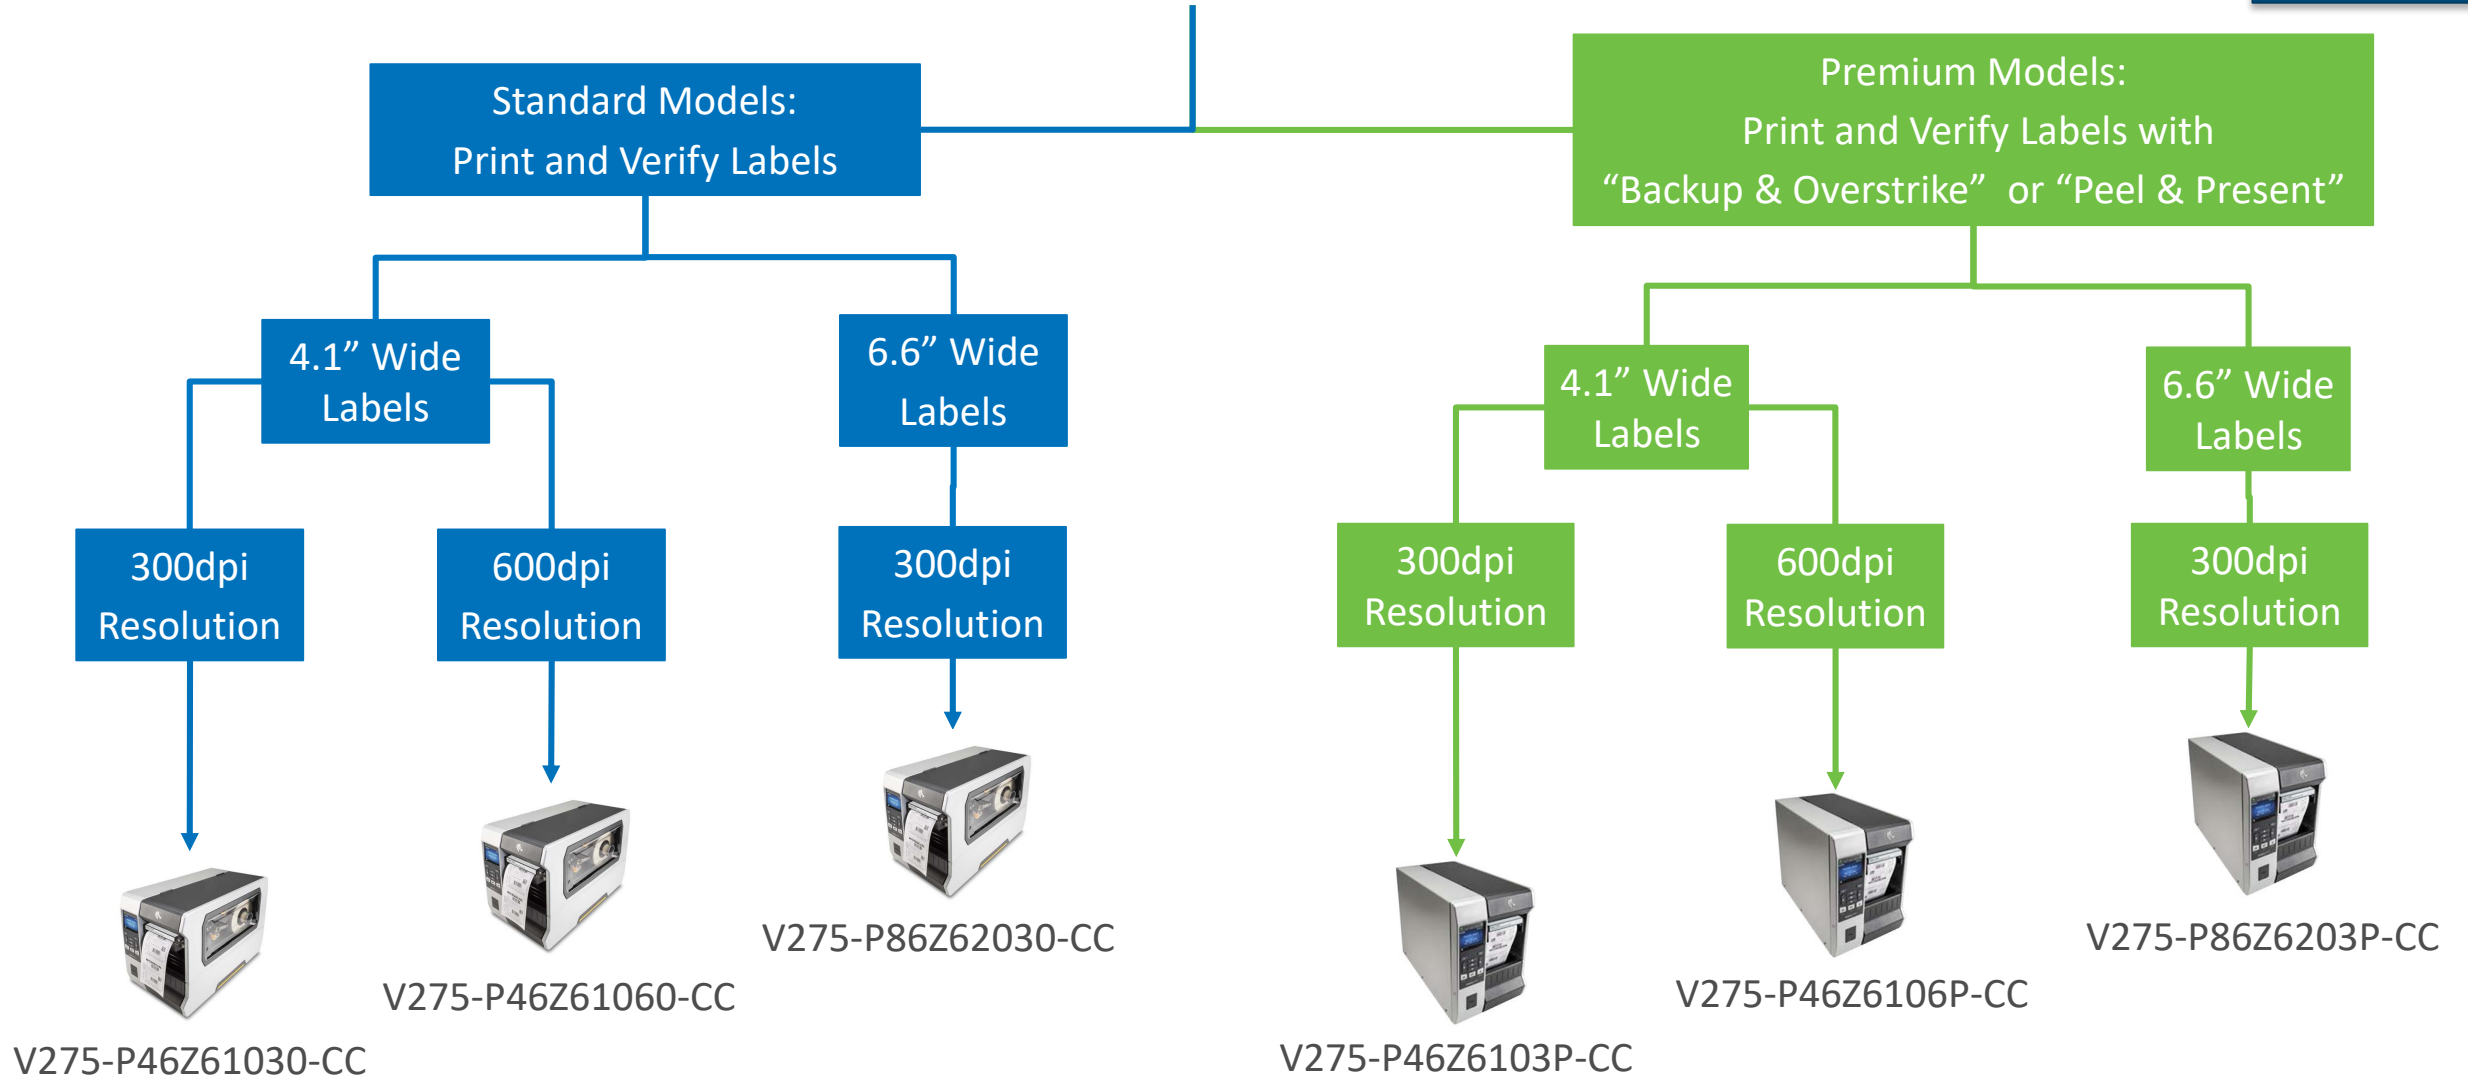 Standard Models:
Print and Verify Labels
Premium Models:
Print and Verify Labels with
“Backup & Overstrike”  or “Peel & Present”
4.1” Wide
Labels
6.6” Wide
Labels
4.1” Wide
Labels
6.6” Wide
Labels
300dpi
Resolution
600dpi
Resolution
300dpi
Resolution
300dpi
Resolution
600dpi
Resolution
300dpi
Resolution
V275-P46Z61030-CC
V275-P46Z61060-CC
V275-P86Z62030-CC
V275-P46Z6103P-CC
V275-P46Z6106P-CC
V275-P86Z6203P-CC